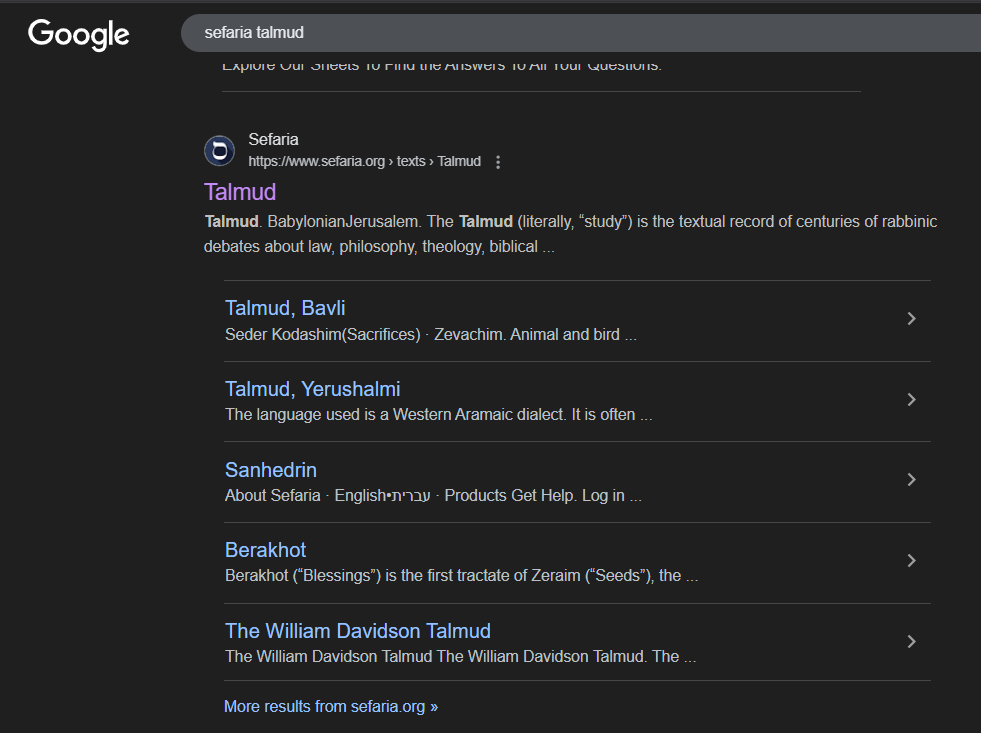 Google
sefaria talmud
Explore Our Sheets To Find the Answers To All Your Questions.
ס
Sefaria
https://www.sefaria.org › texts › Talmud
Talmud
Talmud. BabylonianJerusalem. The Talmud (literally, “study”) is the textual record of centuries of rabbinic
debates about law, philosophy, theology, biblical ...
Talmud, Bavli
Seder Kodashim(Sacrifices) · Zevachim. Animal and bird ...
Talmud, Yerushalmi
The language used is a Western Aramaic dialect. It is often ...
Sanhedrin
About Sefaria · English•עברית · Products Get Help. Log in ...
Berakhot
Berakhot (“Blessings”) is the first tractate of Zeraim (“Seeds”), the ...
The William Davidson Talmud
The William Davidson Talmud The William Davidson Talmud. The ...
More results from sefaria.org »